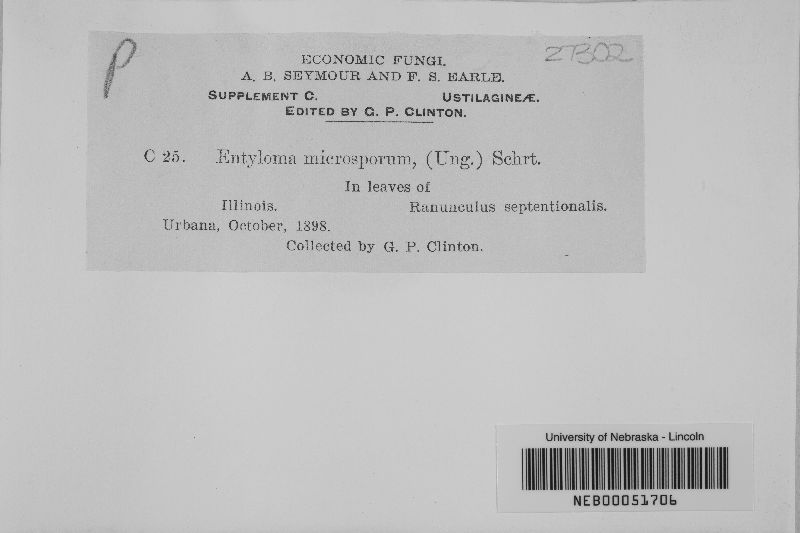 P
27302
ECONOMIC FUNGI.
A. B. SEYMOUR AND F. S. EARLE.
SUPPLEMENT C. USTILAGINEÆ.
EDITED BY G. P. CLINTON.
C 25. Entyloma microsporum, (Ung.) Schrt.
In leaves of
Illinois. Ranunculus septentionalis.
Urbana, October, 1898.
Collected by G. P. Clinton.
University of Nebraska - Lincoln
NEB00051706